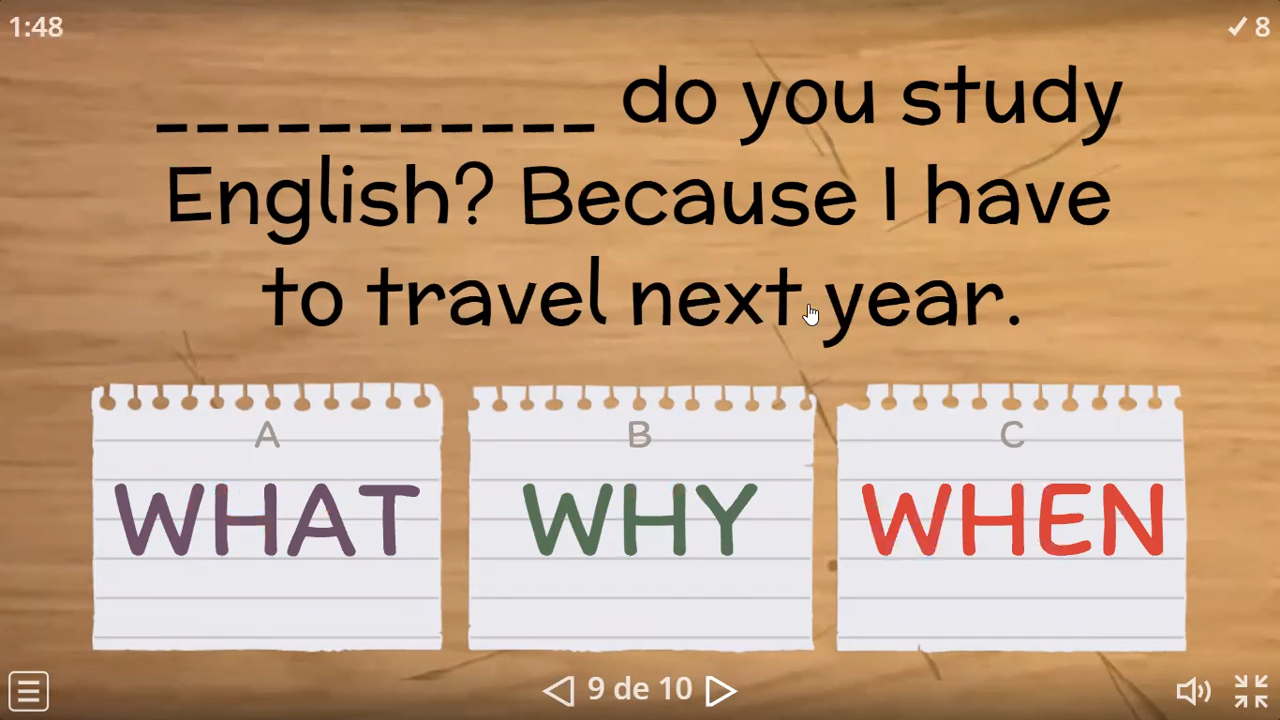 1:48
✓ 8
___________ do you study
English? Because I have
to travel next year.
A
WHAT
B
WHY
C
WHEN
9 de 10